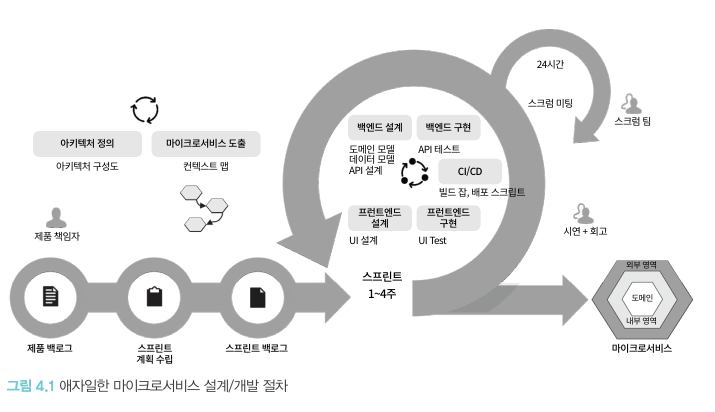 24시간
스크럼 미팅
스크럼 팀
아키텍처 정의
마이크로서비스 도출
아키텍처 구성도
컨텍스트 맵
백엔드 설계
백엔드 구현
도메인 모델
데이터 모델
API 설계
API 테스트
CI/CD
빌드 잡, 배포 스크립트
프런트엔드
설계
프런트엔드
구현
UI 설계
UI Test
제품 책임자
시연 + 회고
스프린트
1~4주
외부 영역
도메인
내부 영역
마이크로서비스
제품 백로그
스프린트
계획 수립
스프린트 백로그
그림 4.1 애자일한 마이크로서비스 설계/개발 절차